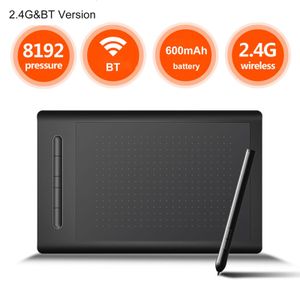 2.4G&BT Version
8192
pressure
BT
600mAh
battery
2.4G
wireless